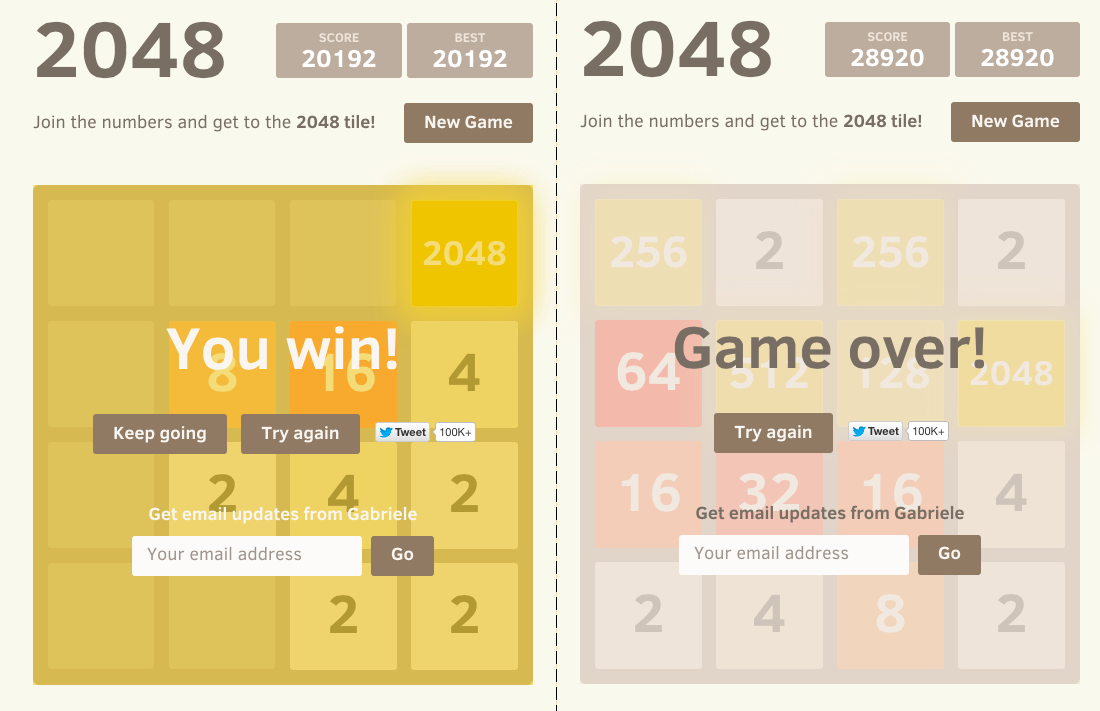 2048
SCORE
20192
BEST
20192
Join the numbers and get to the 2048 tile!
New Game
2048
You win!
8 16 4
Keep going
Try again
Tweet
100K+
2 4 2
Get email updates from Gabriele
Your email address
Go
2 2
2048
SCORE
28920
BEST
28920
Join the numbers and get to the 2048 tile!
New Game
256 2 256 2
Game over!
64 512 128 2048
Try again
Tweet
100K+
16 32 16 4
Get email updates from Gabriele
Your email address
Go
2 4 8 2